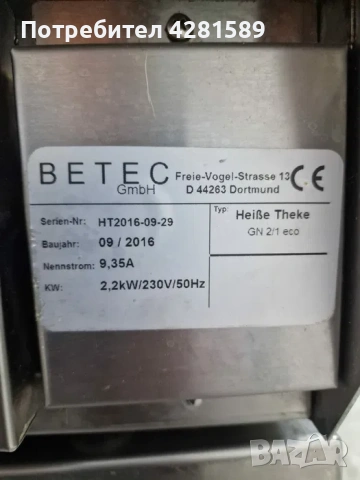 Потребител 4281589
BETEC
GmbH
Freie-Vogel-Strasse 13
D 44263 Dortmund
CE
Serien-Nr: HT2016-09-29
Baujahr: 09 / 2016
Nennstrom: 9,35A
KW: 2,2kW/230V/50Hz
Typ: Heiße Theke
GN 2/1 eco
BAZAR